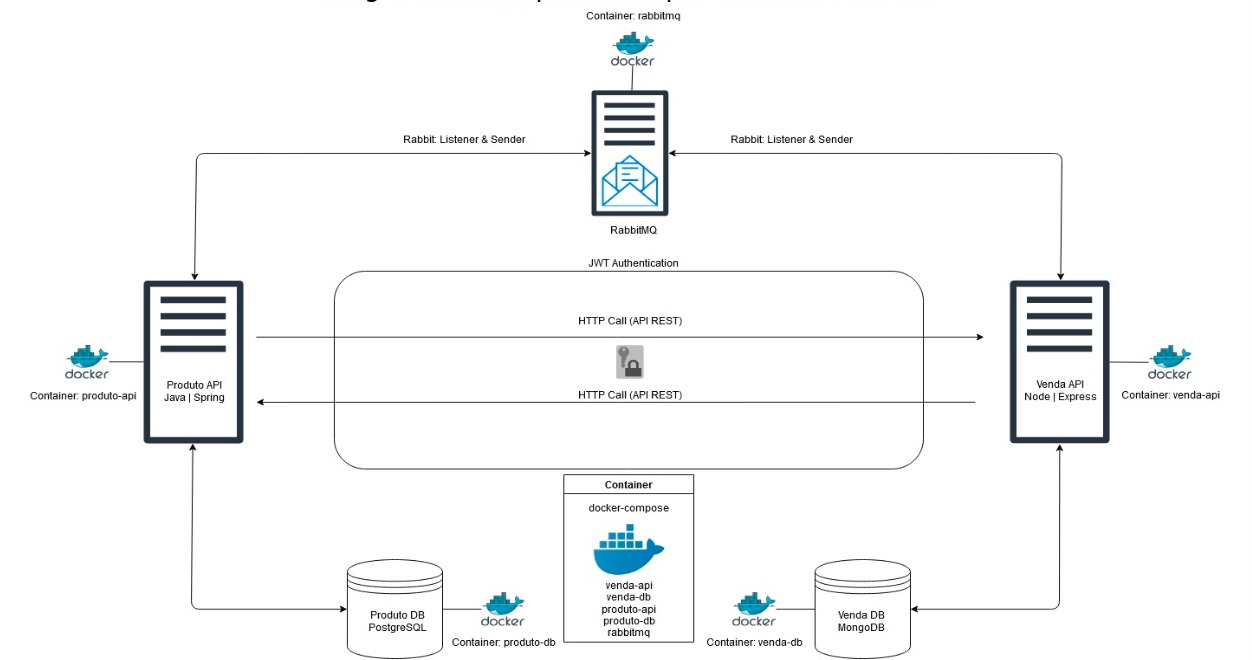 Container: rabbitmq
docker
Rabbit: Listener & Sender
Rabbit: Listener & Sender
RabbitMQ
JWT Authentication
HTTP Call (API REST)
HTTP Call (API REST)
docker
Container: produto-api
Produto API
Java | Spring
Venda API
Node | Express
docker
Container: venda-api
Container
docker-compose
venda-api
venda-db
produto-api
produto-db
rabbitmq
Produto DB
PostgreSQL
docker
Container: produto-db
docker
Container: venda-db
Venda DB
MongoDB